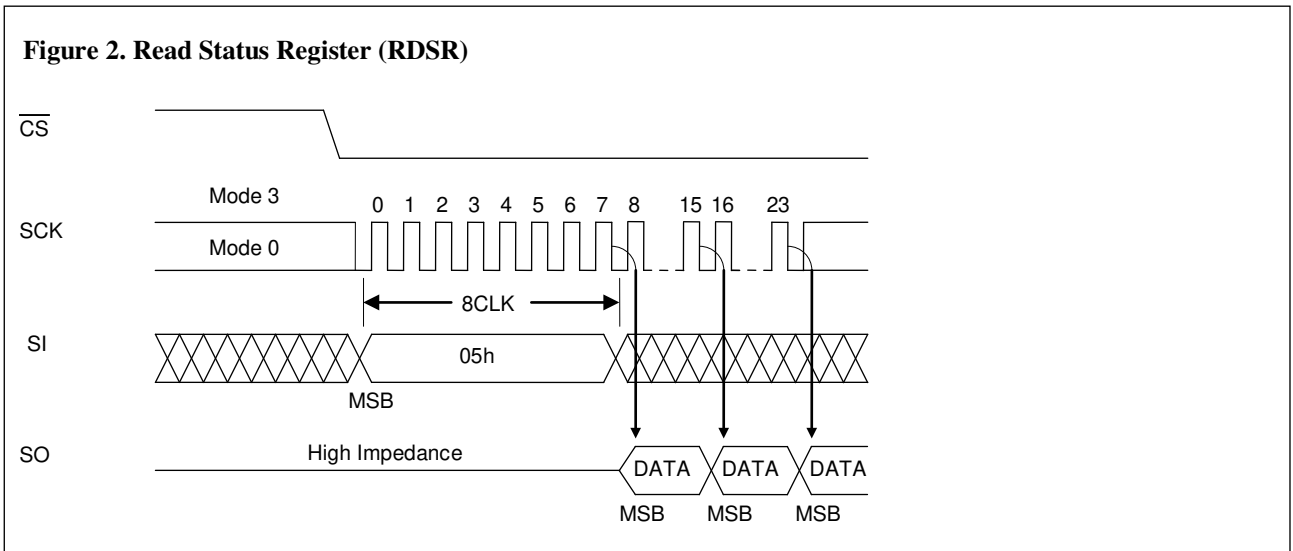 Figure 2. Read Status Register (RDSR)
CS
Mode 3
0 1 2 3 4 5 6 7 8 15 16 23
SCK
Mode 0
8CLK
SI
05h
MSB
SO
High Impedance
DATA DATA DATA
MSB MSB MSB